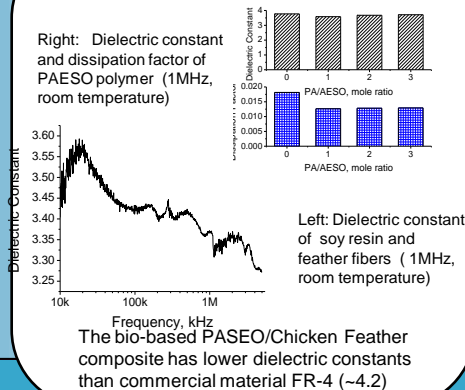 Right: Dielectric constant
and dissipation factor of
PAESO polymer (1MHz,
room temperature)
Dielectric Constant
4
3
2
1
0
0 1 2 3
PA/AESO, mole ratio
0.020
0.015
0.010
0.005
0.000
0 1 2 3
PA/AESO, mole ratio
Dielectric Constant
3.60
3.55
3.50
3.45
3.40
3.35
3.30
3.25
10k 100k 1M
Frequency, kHz
Left: Dielectric constant
of soy resin and
feather fibers ( 1MHz,
room temperature)
The bio-based PASEO/Chicken Feather
composite has lower dielectric constants
than commercial material FR-4 (~4.2)